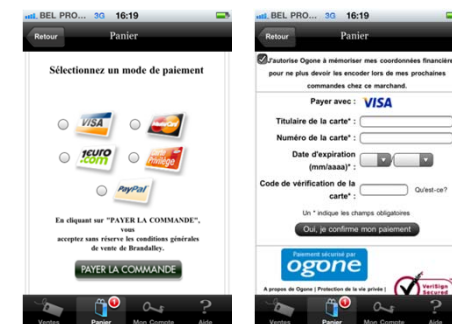 BEL PRO... 3G 16:19
Retour Panier
Sélectionnez un mode de paiement
VISA MasterCard
1euro.com Privilège
PayPal
En cliquant sur "PAYER LA COMMANDE",
vous
acceptez sans réserve les conditions générales
de vente de Brandalley.
PAYER LA COMMANDE
1
Ventes Panier Mon Compte Aide
BEL PRO... 3G 16:19
Retour Panier
J'autorise Ogone à mémoriser mes coordonnées financière
pour ne plus devoir les encoder lors de mes prochaines
commandes chez ce marchand.
Payer avec : VISA
Titulaire de la carte* :
Numéro de la carte* :
Date d'expiration
(mm/aaaa)* : /
Code de vérification de la
carte* : Qu'est-ce?
Un * indique les champs obligatoires
Oui, je confirme mon paiement
Paiement sécurisé par
ogone
A propos de Ogone | Protection de la vie privée |
VeriSign
Secured
1
Ventes Panier Mon Compte Aide